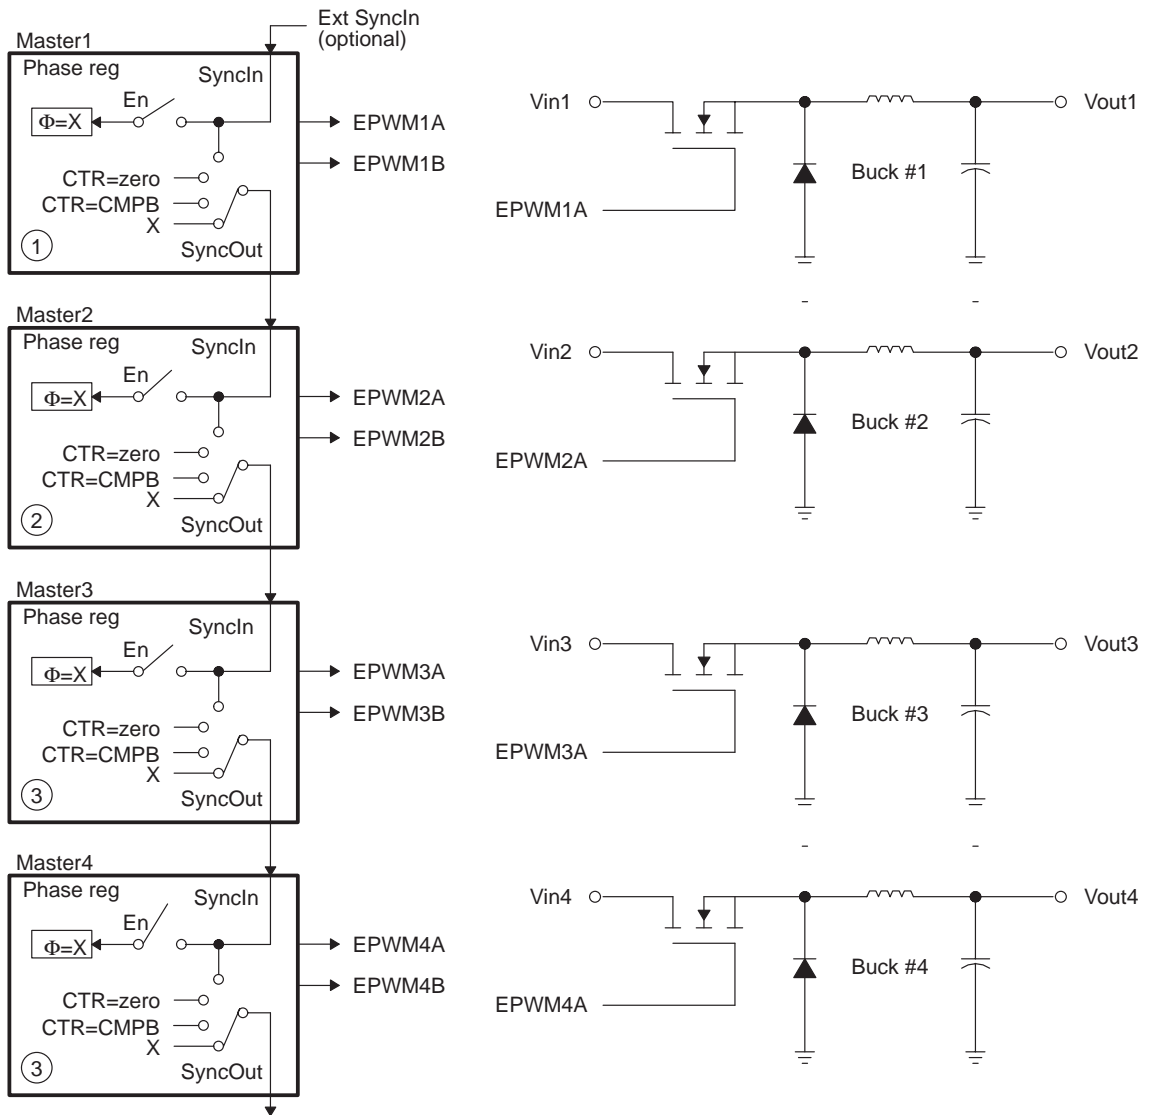 Ext SyncIn
(optional)
Master1
Phase reg
SyncIn
En
Φ=X
EPWM1A
EPWM1B
CTR=zero
CTR=CMPB
X
1
SyncOut
Vin1
Vout1
Buck #1
EPWM1A
Master2
Phase reg
SyncIn
En
Φ=X
EPWM2A
EPWM2B
CTR=zero
CTR=CMPB
X
2
SyncOut
Vin2
Vout2
Buck #2
EPWM2A
Master3
Phase reg
SyncIn
En
Φ=X
EPWM3A
EPWM3B
CTR=zero
CTR=CMPB
X
3
SyncOut
Vin3
Vout3
Buck #3
EPWM3A
Master4
Phase reg
SyncIn
En
Φ=X
EPWM4A
EPWM4B
CTR=zero
CTR=CMPB
X
3
SyncOut
Vin4
Vout4
Buck #4
EPWM4A